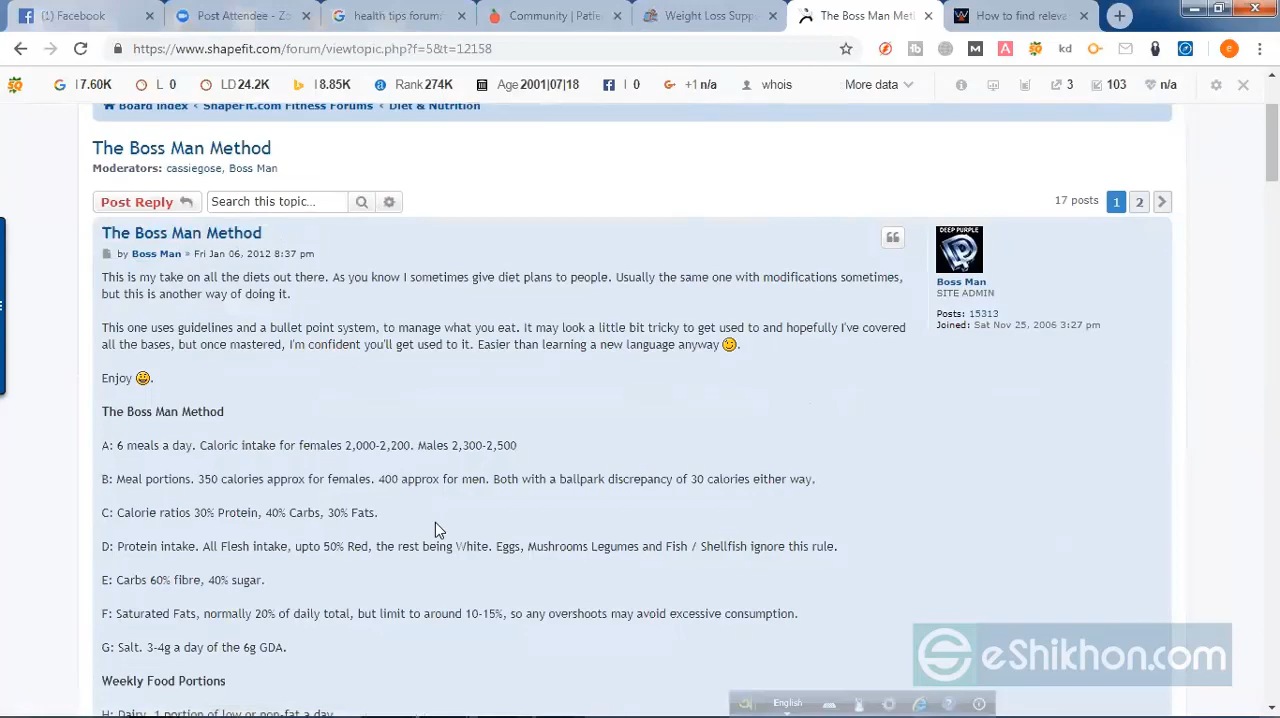 Facebook
Post Attendee - Zo
health tips forum:
Community | Patie
Weight Loss Supp
The Boss Man Meth
How to find releva
https://www.shapefit.com/forum/viewtopic.php?f=5&t=12158
I 7.60K
L 0
LD 24.2K
I 8.85K
Rank 274K
Age 2001|07|18
I 0
+1 n/a
whois
More data
3
103
n/a
Board Index ‹ ShapeFit.com Fitness Forums ‹ Diet & Nutrition
The Boss Man Method
Moderators: cassiegose, Boss Man
Post Reply
Search this topic...
17 posts
1
2
The Boss Man Method
by Boss Man » Fri Jan 06, 2012 8:37 pm
This is my take on all the diets out there. As you know I sometimes give diet plans to people. Usually the same one with modifications sometimes,
but this is another way of doing it.
This one uses guidelines and a bullet point system, to manage what you eat. It may look a little bit tricky to get used to and hopefully I've covered
all the bases, but once mastered, I'm confident you'll get used to it. Easier than learning a new language anyway.
Enjoy.
The Boss Man Method
A: 6 meals a day. Caloric intake for females 2,000-2,200. Males 2,300-2,500
B: Meal portions. 350 calories approx for females. 400 approx for men. Both with a ballpark discrepancy of 30 calories either way.
C: Calorie ratios 30% Protein, 40% Carbs, 30% Fats.
D: Protein intake. All Flesh intake, upto 50% Red, the rest being White. Eggs, Mushrooms Legumes and Fish / Shellfish ignore this rule.
E: Carbs 60% fibre, 40% sugar.
F: Saturated Fats, normally 20% of daily total, but limit to around 10-15%, so any overshoots may avoid excessive consumption.
G: Salt. 3-4g a day of the 6g GDA.
Weekly Food Portions
H: Dairy. 1 portion of low or non-fat a day
DEEP PURPLE
Boss Man
SITE ADMIN
Posts: 15313
Joined: Sat Nov 25, 2006 3:27 pm
eShikhon.com
English